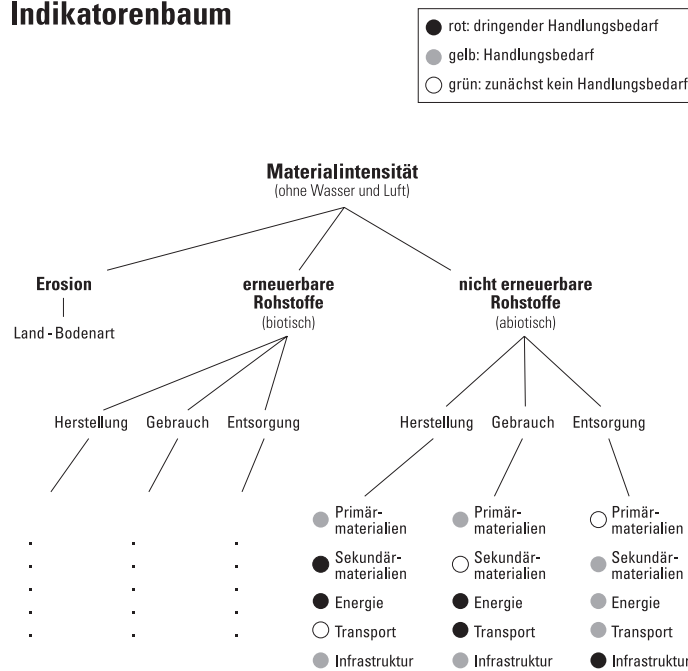 Indikatorenbaum
rot: dringender Handlungsbedarf
gelb: Handlungsbedarf
grün: zunächst kein Handlungsbedarf
Materialintensität
(ohne Wasser und Luft)
Erosion
Land - Bodenart
erneuerbare
Rohstoffe
(biotisch)
nicht erneuerbare
Rohstoffe
(abiotisch)
Herstellung Gebrauch Entsorgung
Herstellung Gebrauch Entsorgung
Primär-
materialien
Sekundär-
materialien
Energie
Transport
Infrastruktur
Primär-
materialien
Sekundär-
materialien
Energie
Transport
Infrastruktur
Primär-
materialien
Sekundär-
materialien
Energie
Transport
Infrastruktur